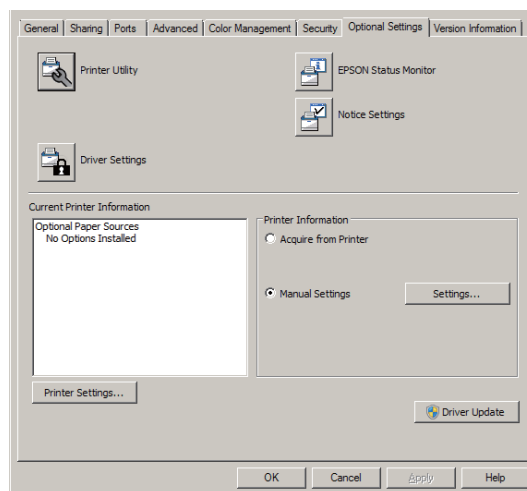 General Sharing Ports Advanced Color Management Security Optional Settings Version Information
Printer Utility
EPSON Status Monitor
Notice Settings
Driver Settings
Current Printer Information
Optional Paper Sources
No Options Installed
Printer Information
Acquire from Printer
Manual Settings
Settings...
Printer Settings...
Driver Update
OK Cancel Apply Help